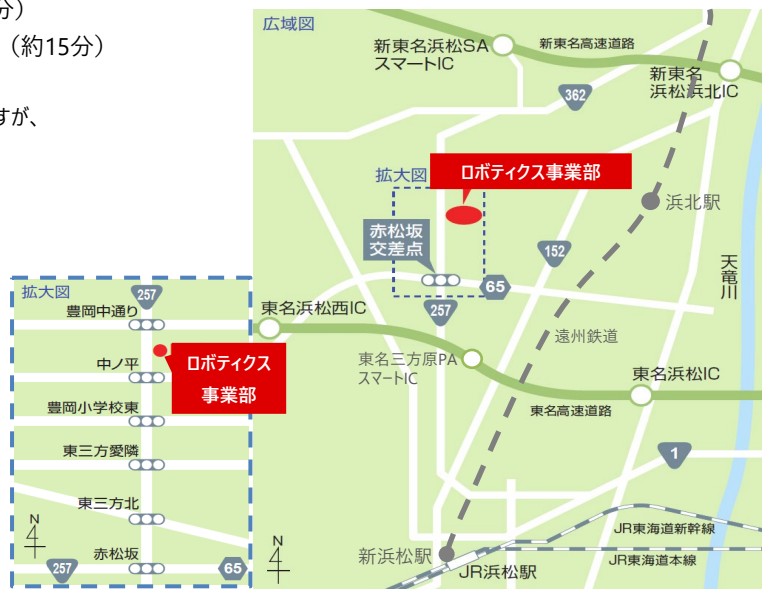 分）
（約15分）
すが、
広域図
新東名浜松SA
スマートIC
新東名高速道路
新東名
浜松浜北IC
362
拡大図
ロボティクス事業部
浜北駅
赤松坂
交差点
152
天竜川
65
257
東名浜松西IC
遠州鉄道
東名三方原PA
スマートIC
東名浜松IC
東名高速道路
1
N
新浜松駅
JR浜松駅
JR東海道新幹線
JR東海道本線
拡大図
257
豊岡中通り
中ノ平
ロボティクス
事業部
豊岡小学校東
東三方愛隣
東三方北
N
赤松坂
257
65